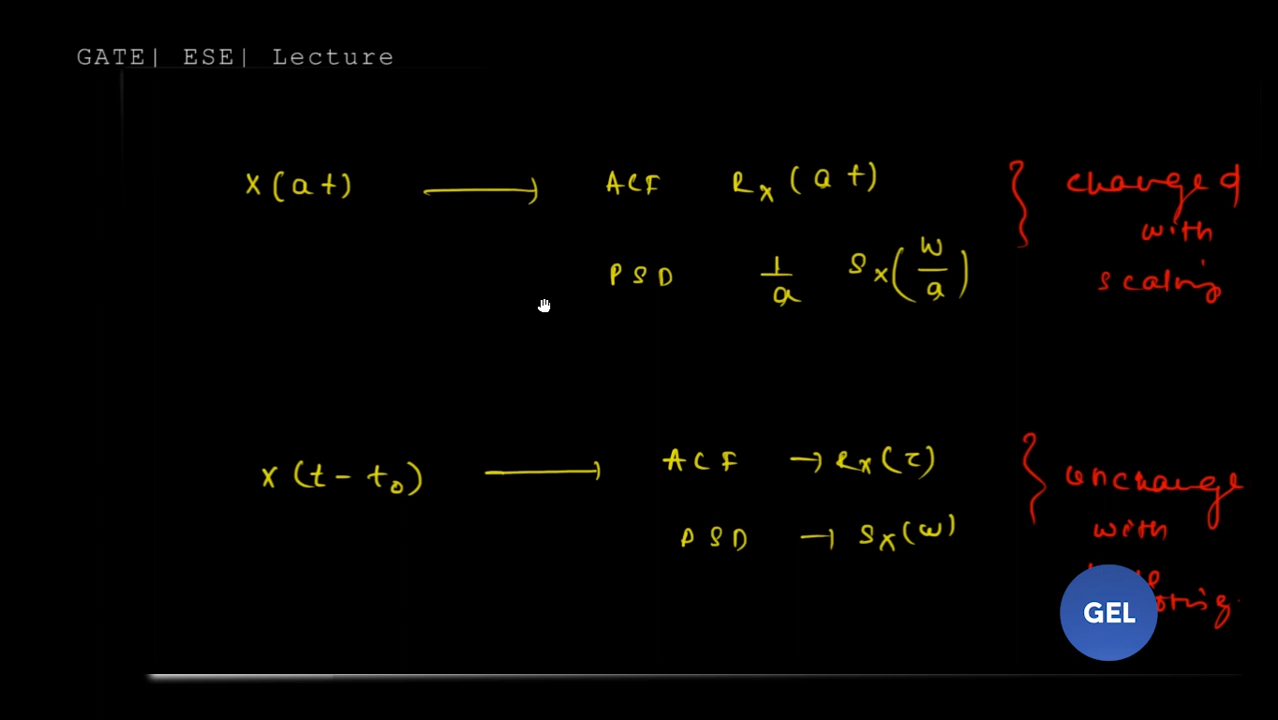 GATE| ESE| Lecture
X(at) → ACF Rx(at)
PSD 1/a Sx(w/a)
} changed
with
scaling
X(t-t₀) → ACF → Rx(τ)
PSD → Sx(ω)
} unchange
with
GEL